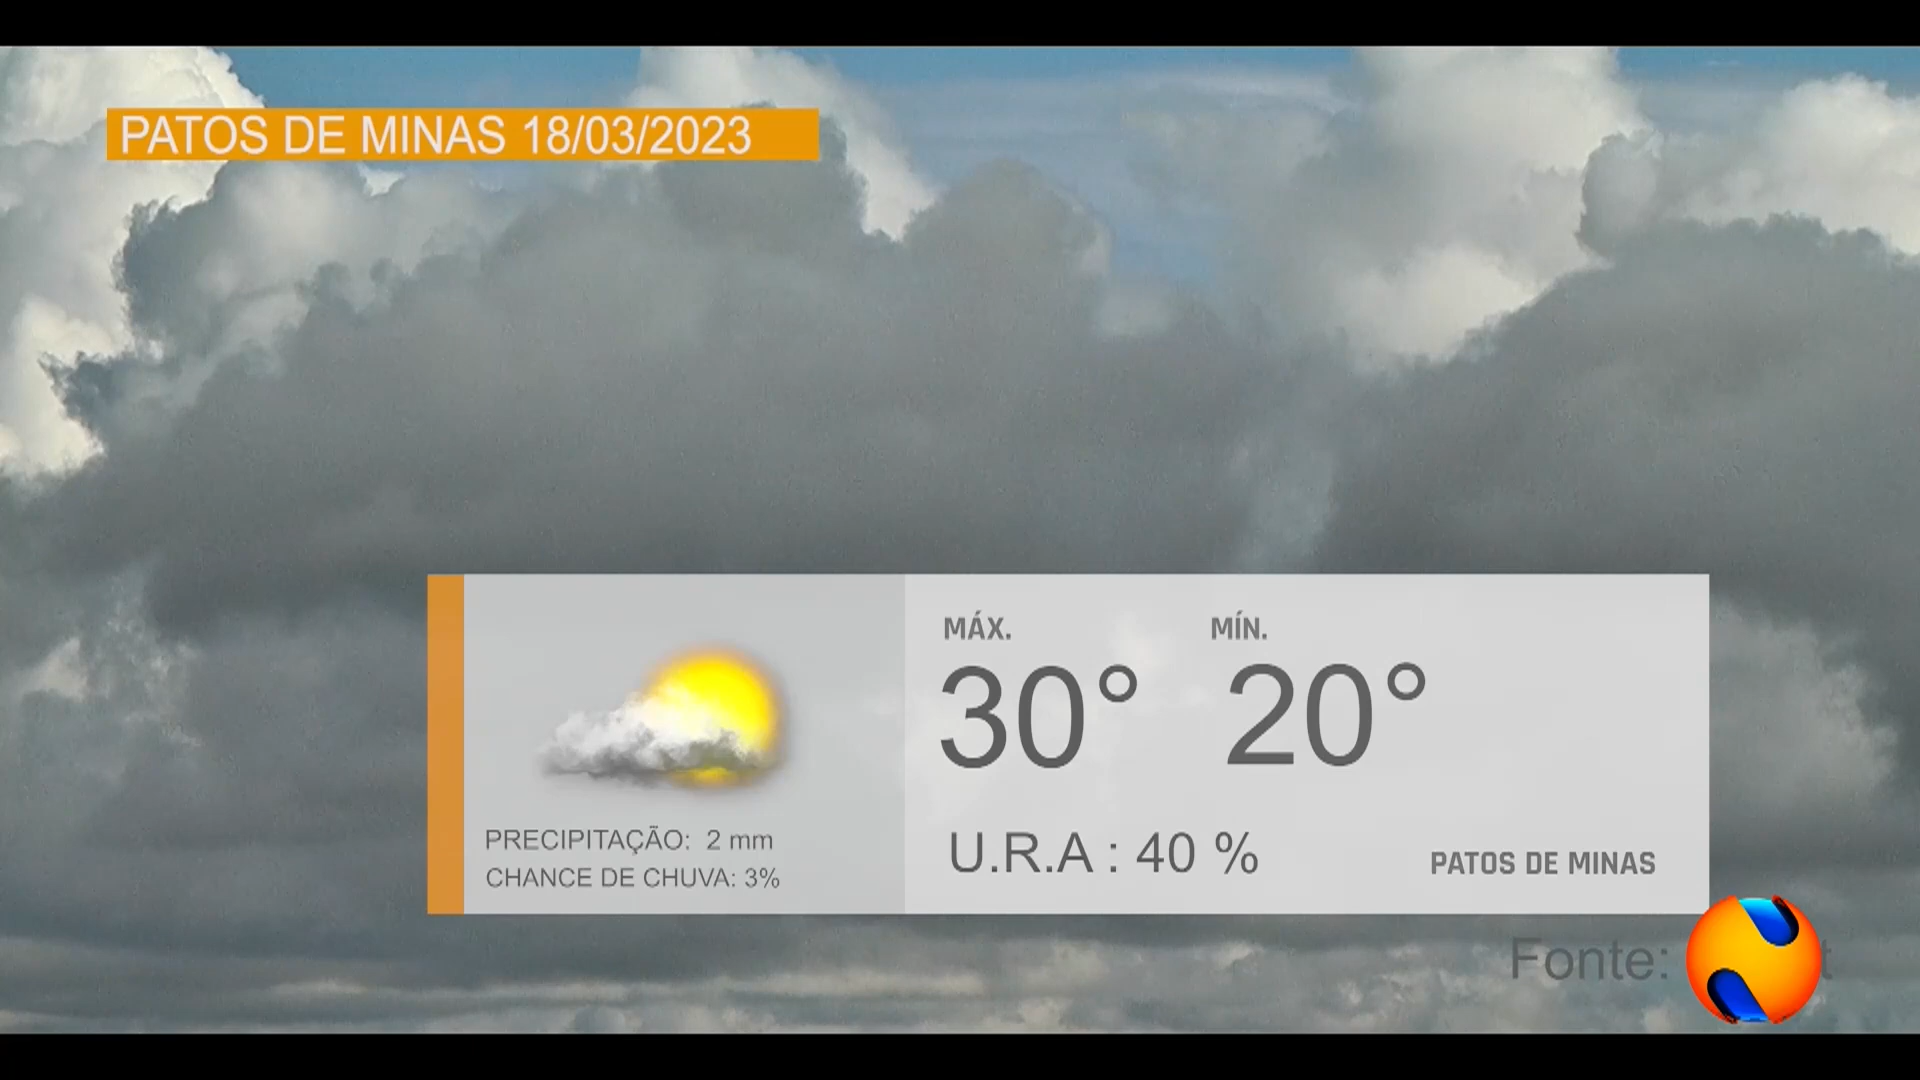 PATOS DE MINAS 18/03/2023
MÁX. MÍN.
30° 20°
PRECIPITAÇÃO: 2 mm
CHANCE DE CHUVA: 3%
U.R.A : 40 %
PATOS DE MINAS
Fonte: